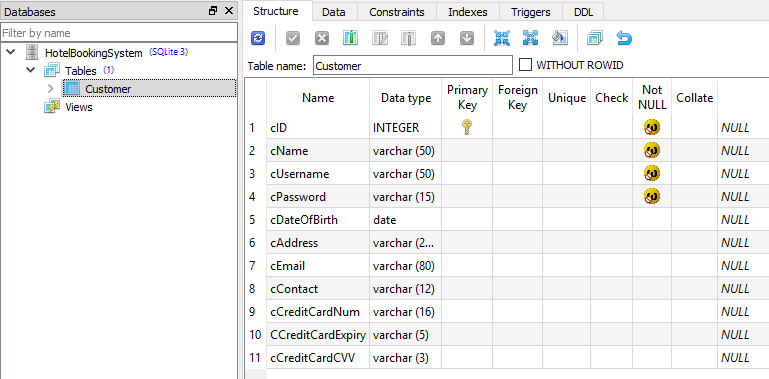 Databases
Filter by name
HotelBookingSystem (SQLite 3)
Tables (1)
Customer
Views
Structure Data Constraints Indexes Triggers DDL
Table name: Customer WITHOUT ROWID
Name Data type Primary Key Foreign Key Unique Check Not NULL Collate
1 cID INTEGER NULL
2 cName varchar (50) NULL
3 cUsername varchar (50) NULL
4 cPassword varchar (15) NULL
5 cDateOfBirth date NULL
6 cAddress varchar (2... NULL
7 cEmail varchar (80) NULL
8 cContact varchar (12) NULL
9 cCreditCardNum varchar (16) NULL
10 CCreditCardExpiry varchar (5) NULL
11 cCreditCardCVV varchar (3) NULL